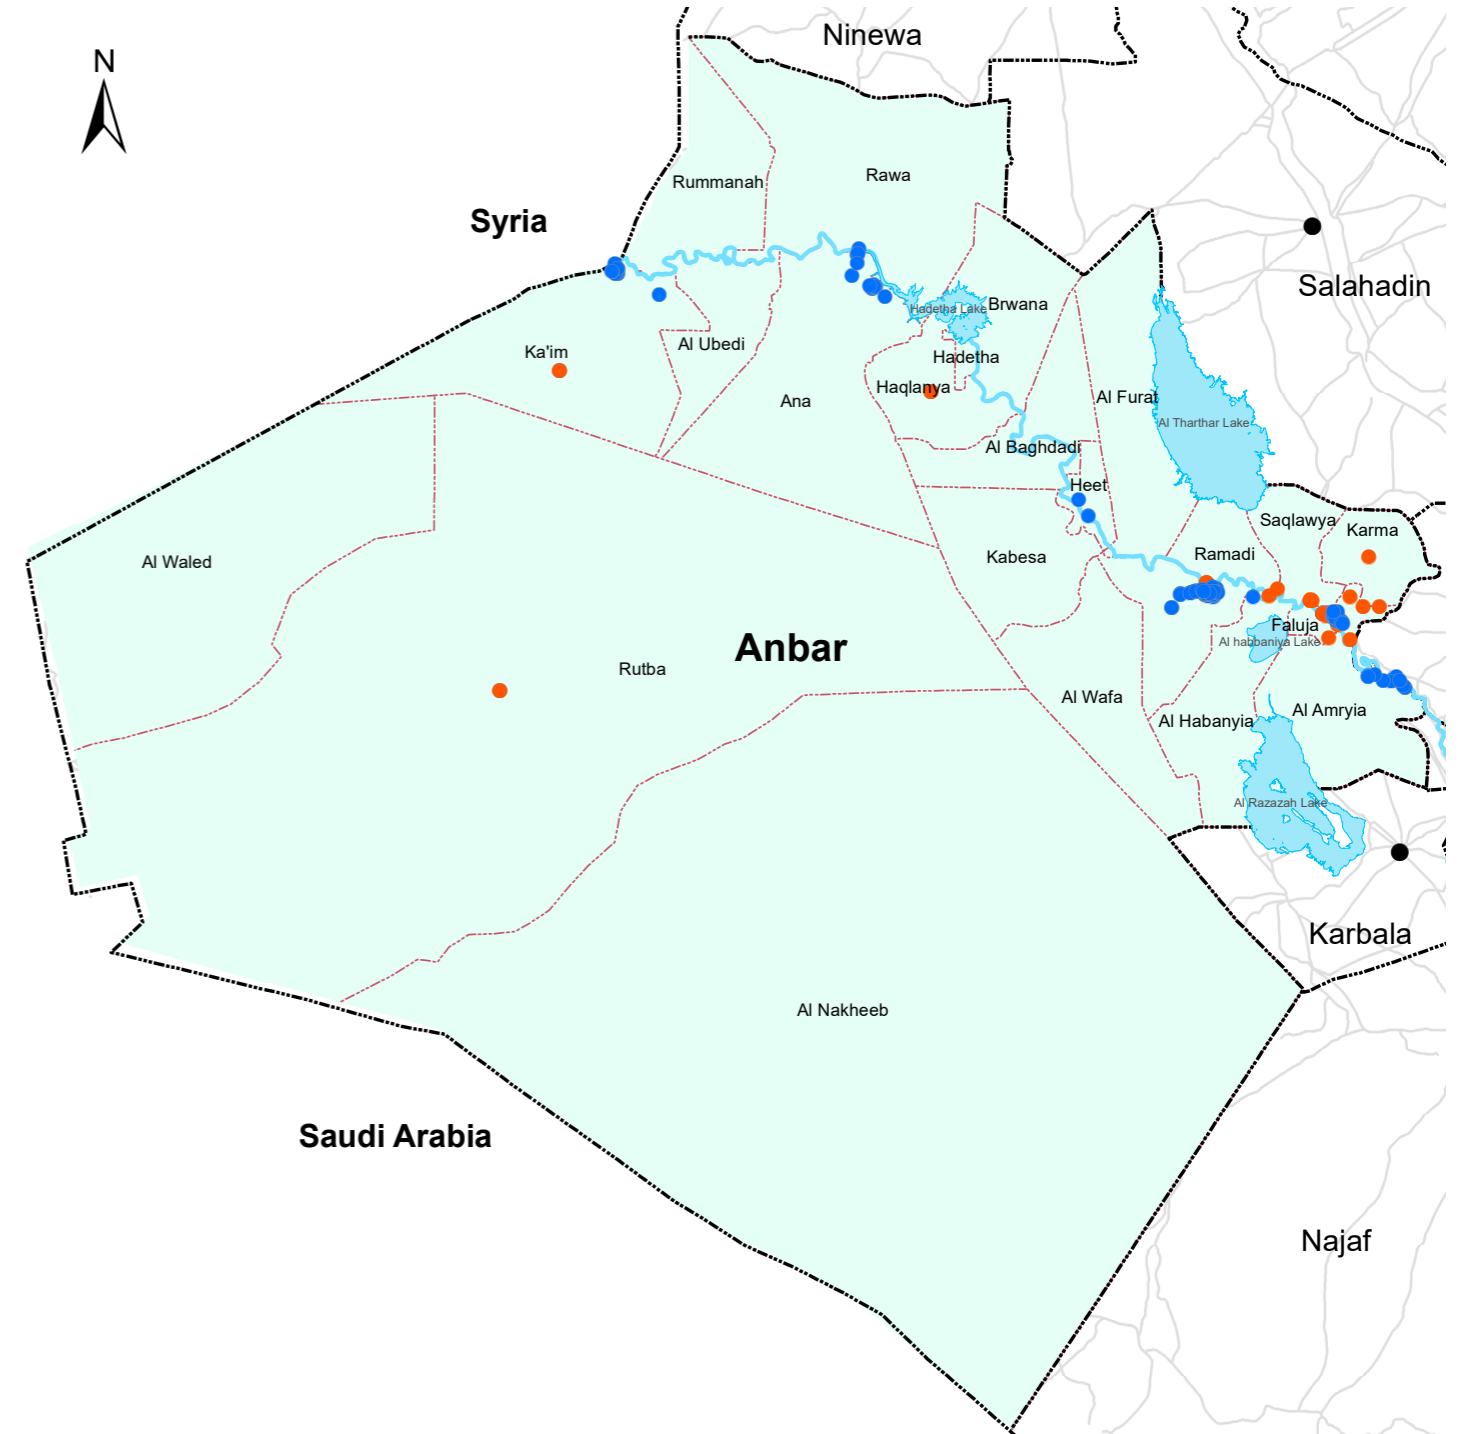 Ninewa
N
Rawa
Rummanah
Syria
Salahadin
Brwana
Hadetha Lake
Al Ubedi
Ka'im
Hadetha
Haqlanya
Al Furat
Ana
Al Tharthar Lake
Al Baghdadi
Heet
Saqlawya
Karma
Ramadi
Kabesa
Al Waled
Faluja
Al habbaniya Lake
Anbar
Rutba
Al Wafa
Al Amryia
Al Habanyia
Al Razazah Lake
Karbala
Al Nakheeb
Saudi Arabia
Najaf